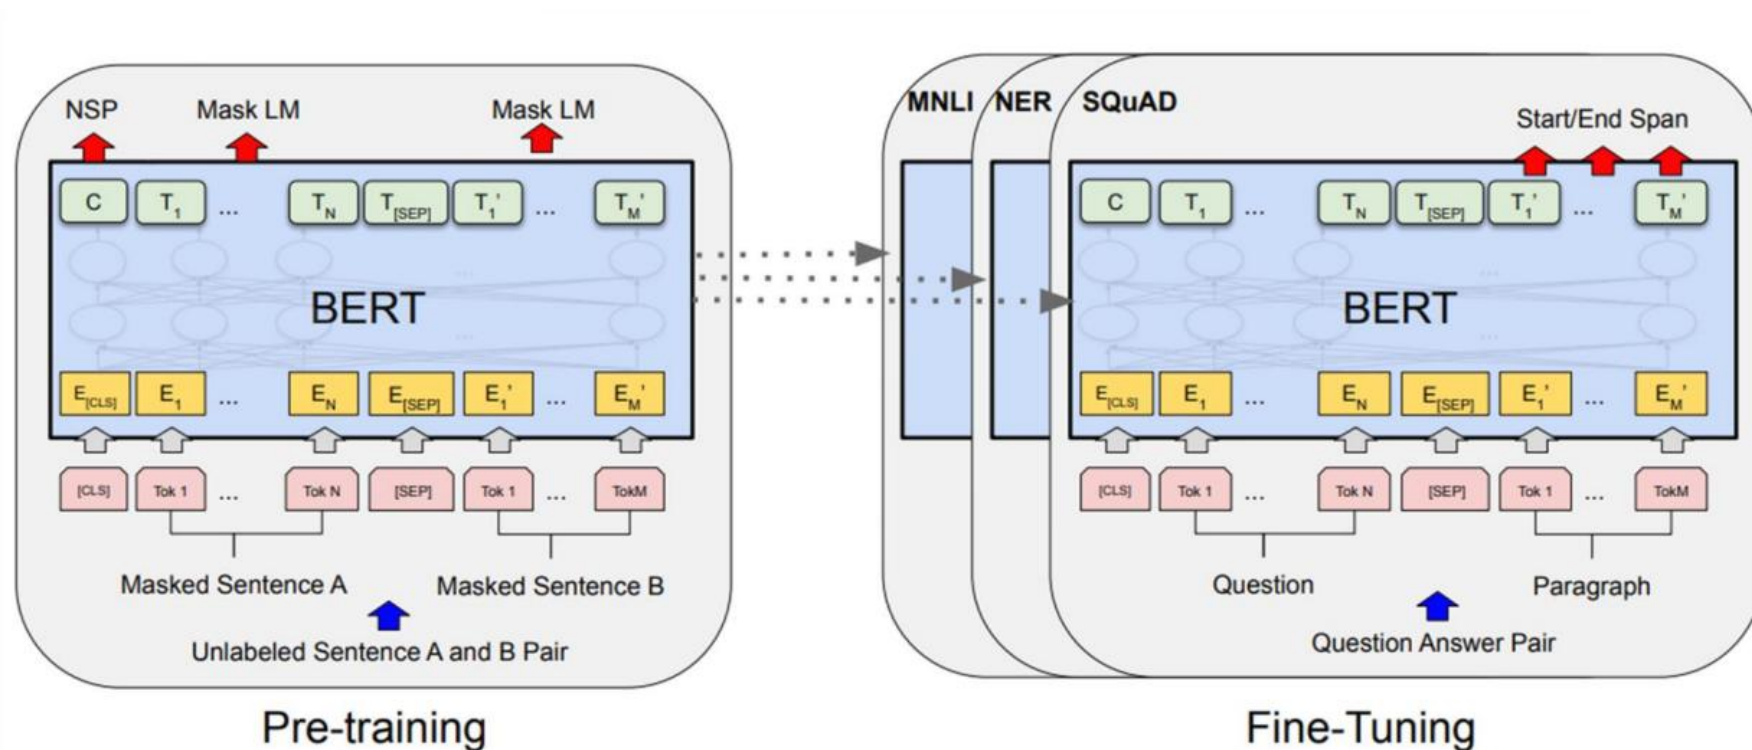 NSP Mask LM Mask LM
C T1 ... TN T[SEP] T1' ... TM'
...
BERT
...
E[CLS] E1 ... EN E[SEP] E1' ... EM'
[CLS] Tok 1 ... Tok N [SEP] Tok 1 ... TokM
Masked Sentence A Masked Sentence B
Unlabeled Sentence A and B Pair
Pre-training
MNLI NER SQuAD
Start/End Span
C T1 ... TN T[SEP] T1' ... TM'
...
BERT
...
E[CLS] E1 ... EN E[SEP] E1' ... EM'
[CLS] Tok 1 ... Tok N [SEP] Tok 1 ... TokM
Question Paragraph
Question Answer Pair
Fine-Tuning